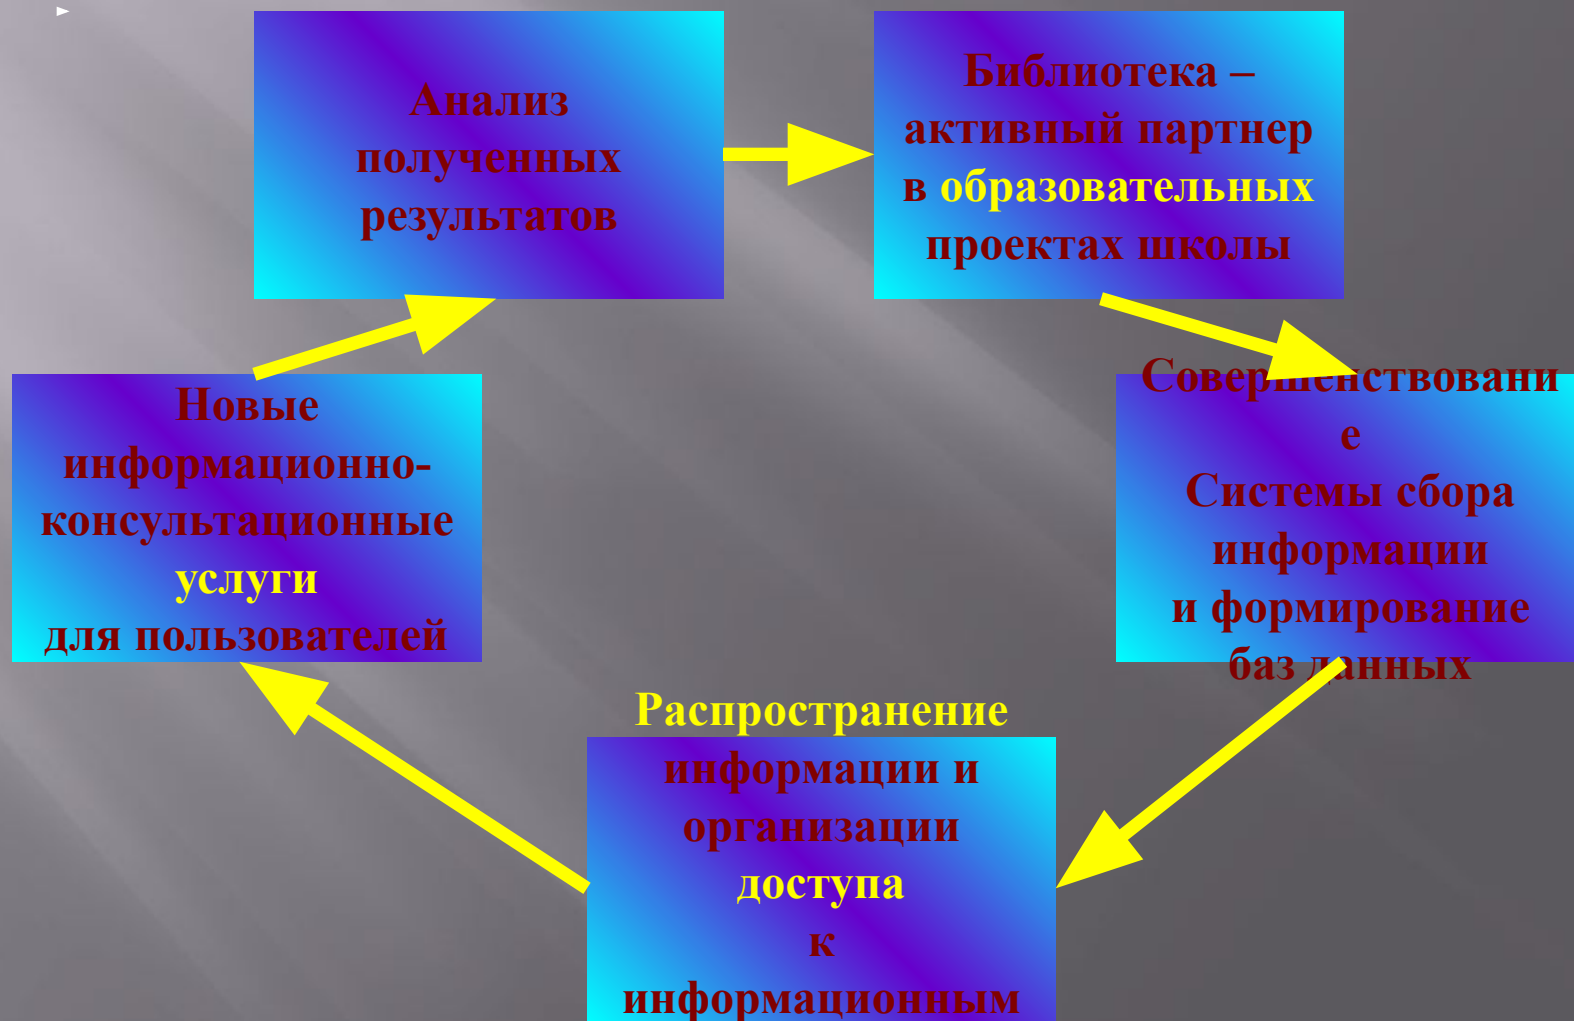 Анализ
полученных
результатов
Библиотека –
активный партнер
в образовательных
проектах школы
Совершенствовани
е
Системы сбора
информации
и формирование
баз данных
Распространение
информации и
организации
доступа
к
информационным
Новые
информационно-
консультационные
услуги
для пользователей